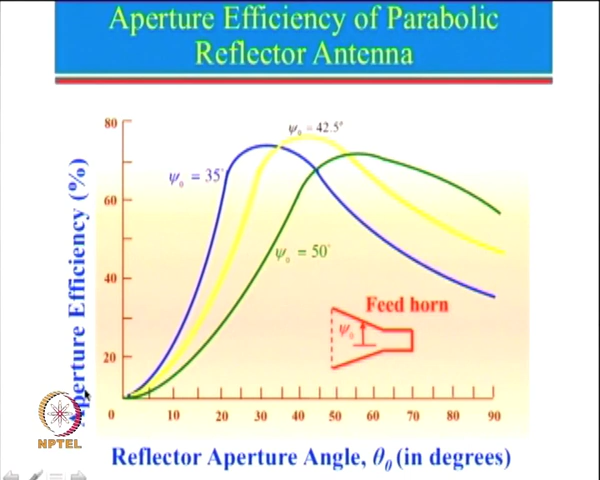 Aperture Efficiency of Parabolic
Reflector Antenna
Aperture Efficiency (%)
80
60
40
20
0 10 20 30 40 50 60 70 80 90
ψ₀ = 35°
ψ₀ = 42.5°
ψ₀ = 50°
Feed horn
ψ₀
Reflector Aperture Angle, θ₀ (in degrees)
NPTEL